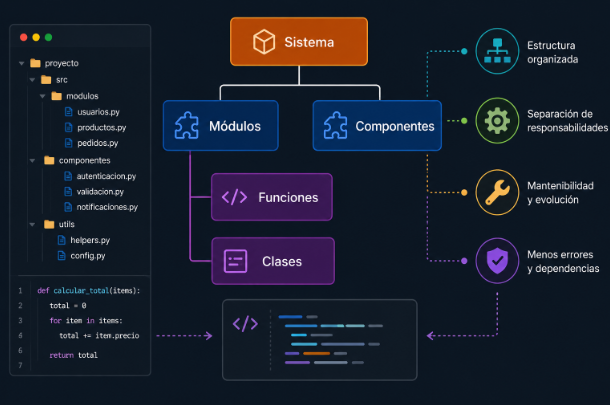 proyecto
src
modulos
usuarios.py
productos.py
pedidos.py
componentes
autenticacion.py
validacion.py
notificaciones.py
utils
helpers.py
config.py
1 def calcular_total(items):
2 total = 0
3 for item in items:
4 total += item.precio
6 return total
7
Sistema
Módulos
Componentes
</> Funciones
Clases
</>
Estructura
organizada
Separación de
responsabilidades
Mantenibilidad
y evolución
Menos errores
y dependencias